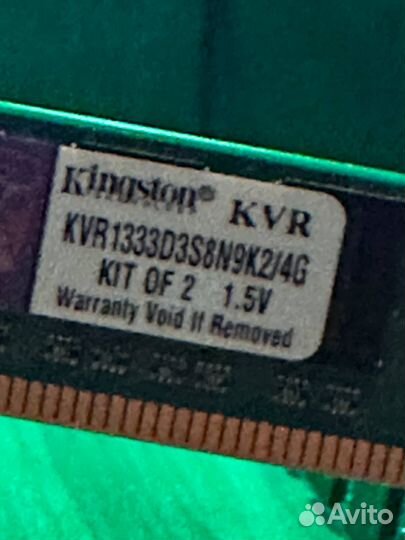 Kingston® KVR
KVR1333D3S8N9K2/4G
KIT OF 2 1.5V
Warranty Void If Removed
Avito